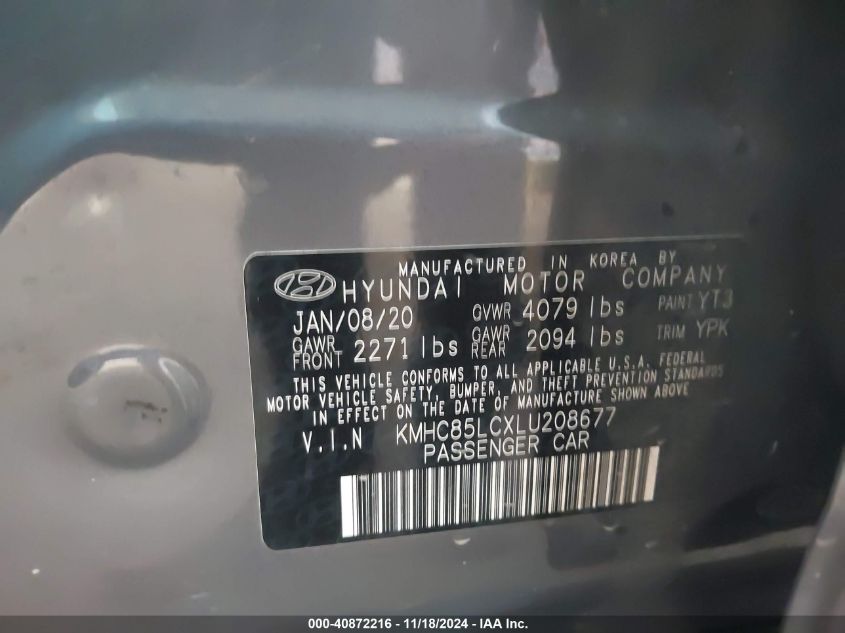 MANUFACTURED IN KOREA BY
HYUNDAI MOTOR COMPANY
JAN/08/20 GVWR 4079 lbs PAINT YT3
GAWR FRONT 2271 lbs GAWR REAR 2094 lbs TRIM YPK
THIS VEHICLE CONFORMS TO ALL APPLICABLE U.S.A. FEDERAL
MOTOR VEHICLE SAFETY, BUMPER, AND THEFT PREVENTION STANDARDS
IN EFFECT ON THE DATE OF MANUFACTURE SHOWN ABOVE.
V.I.N KMHC85LCXLU208677
PASSENGER CAR
000-40872216 - 11/18/2024 - IAA Inc.